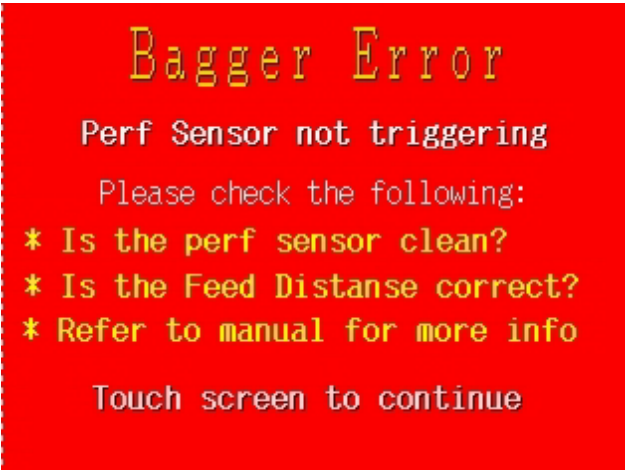 Bagger Error
Perf Sensor not triggering
Please check the following:
* Is the perf sensor clean?
* Is the Feed Distanse correct?
* Refer to manual for more info
Touch screen to continue